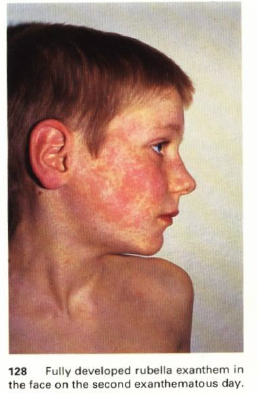 128 Fully developed rubella exanthem in
the face on the second exanthematous day.